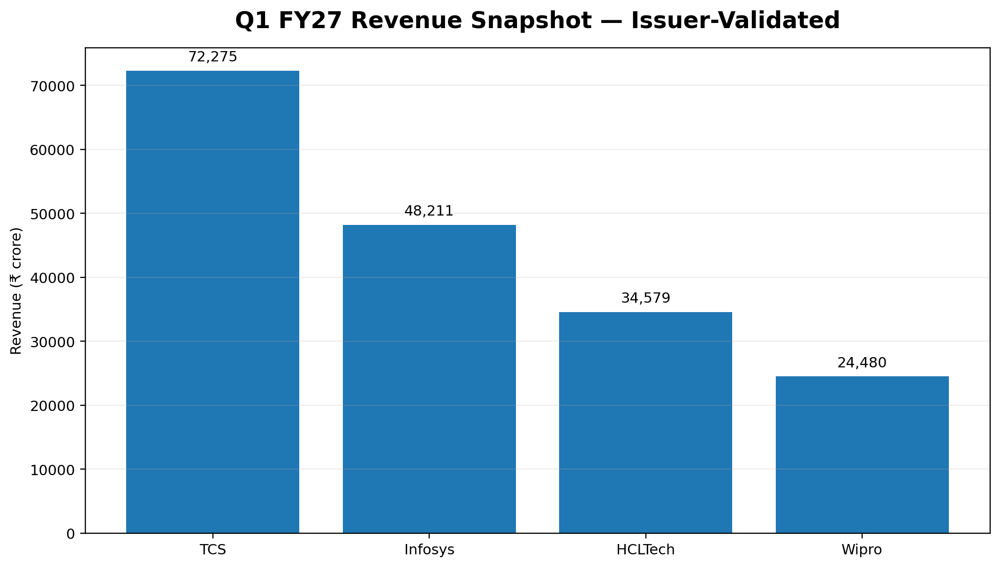 Q1 FY27 Revenue Snapshot — Issuer-Validated
Revenue (₹ crore)
70000
60000
50000
40000
30000
20000
10000
0
72,275
48,211
34,579
24,480
TCS
Infosys
HCLTech
Wipro